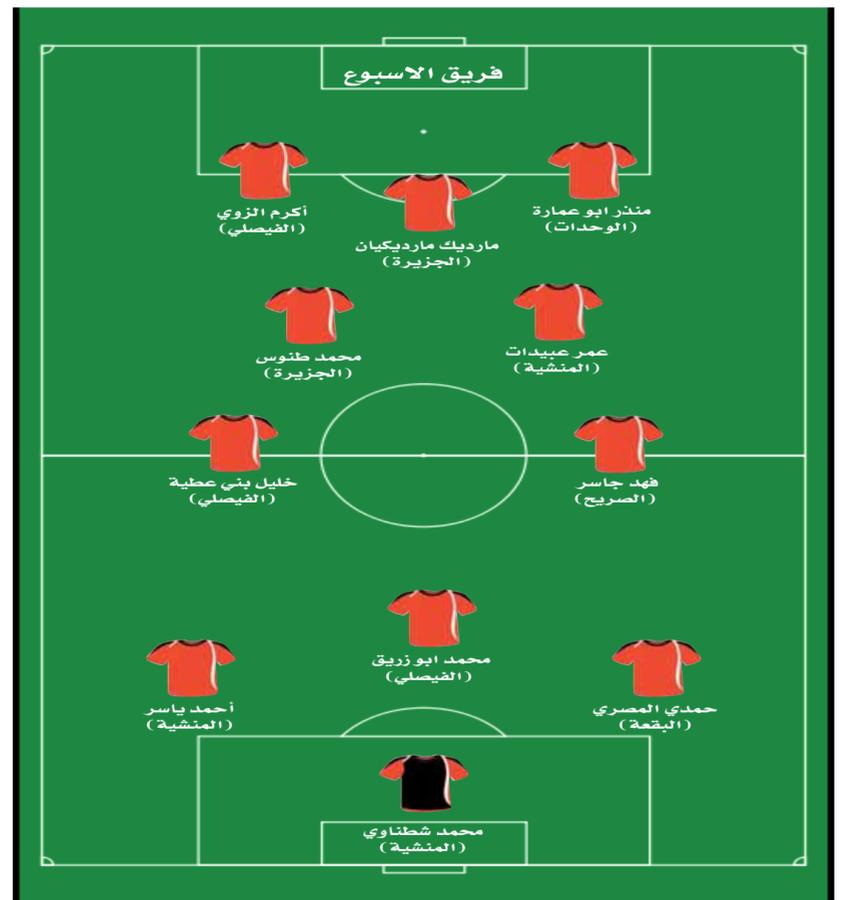 فريق الاسبوع
منذر ابو عمارة
(الوحدات)
أكرم الزوي
(الفيصلي)
مارديك مارديكيان
(الجزيرة)
عمر عبيدات
(المنشية)
محمد طنوس
(الجزيرة)
فهد جاسر
(الصريح)
خليل بني عطية
(الفيصلي)
محمد ابو زريق
(الفيصلي)
حمدي المصري
(البقعة)
أحمد ياسر
(المنشية)
محمد شطناوي
(المنشية)